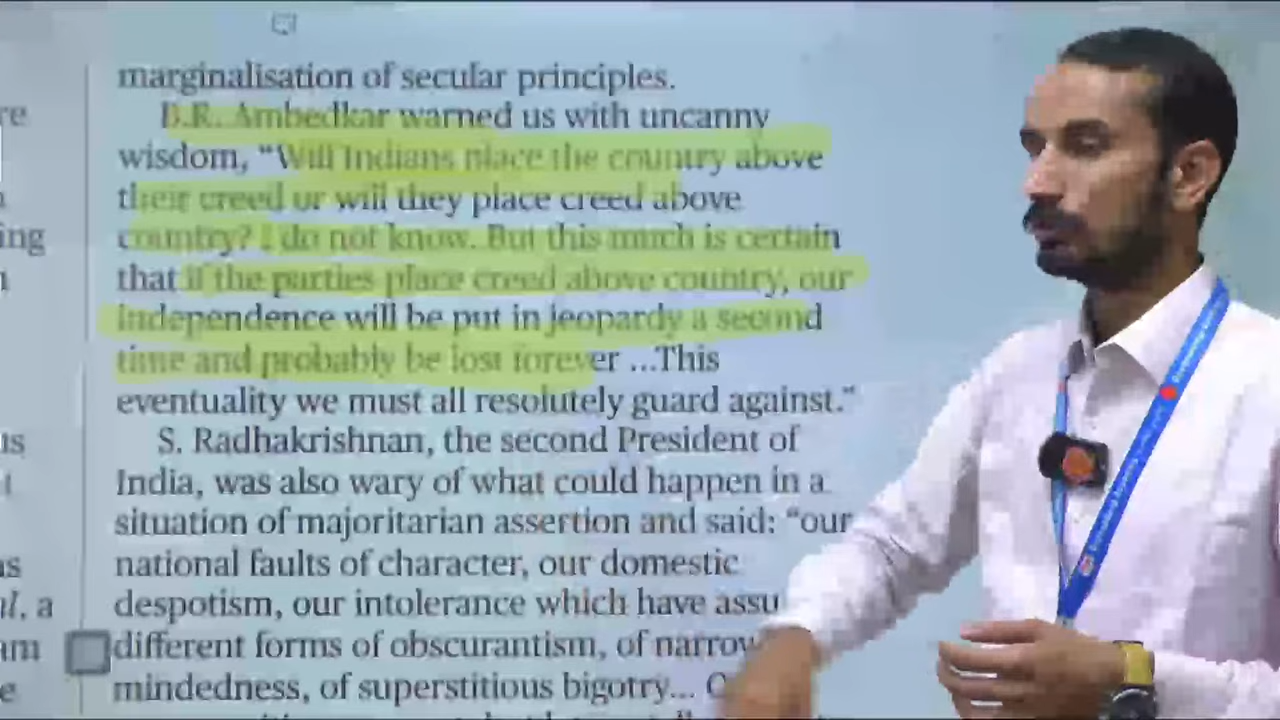 marginalisation of secular principles.
B.R. Ambedkar warned us with uncanny
wisdom, “Will Indians place the country above
their creed or will they place creed above
country? I do not know. But this much is certain
that if the parties place creed above country, our
independence will be put in jeopardy a second
time and probably be lost forever ...This
eventuality we must all resolutely guard against.”
S. Radhakrishnan, the second President of
India, was also wary of what could happen in a
situation of majoritarian assertion and said: “our
national faults of character, our domestic
despotism, our intolerance which have assu
different forms of obscurantism, of narrow
mindedness, of superstitious bigotry...